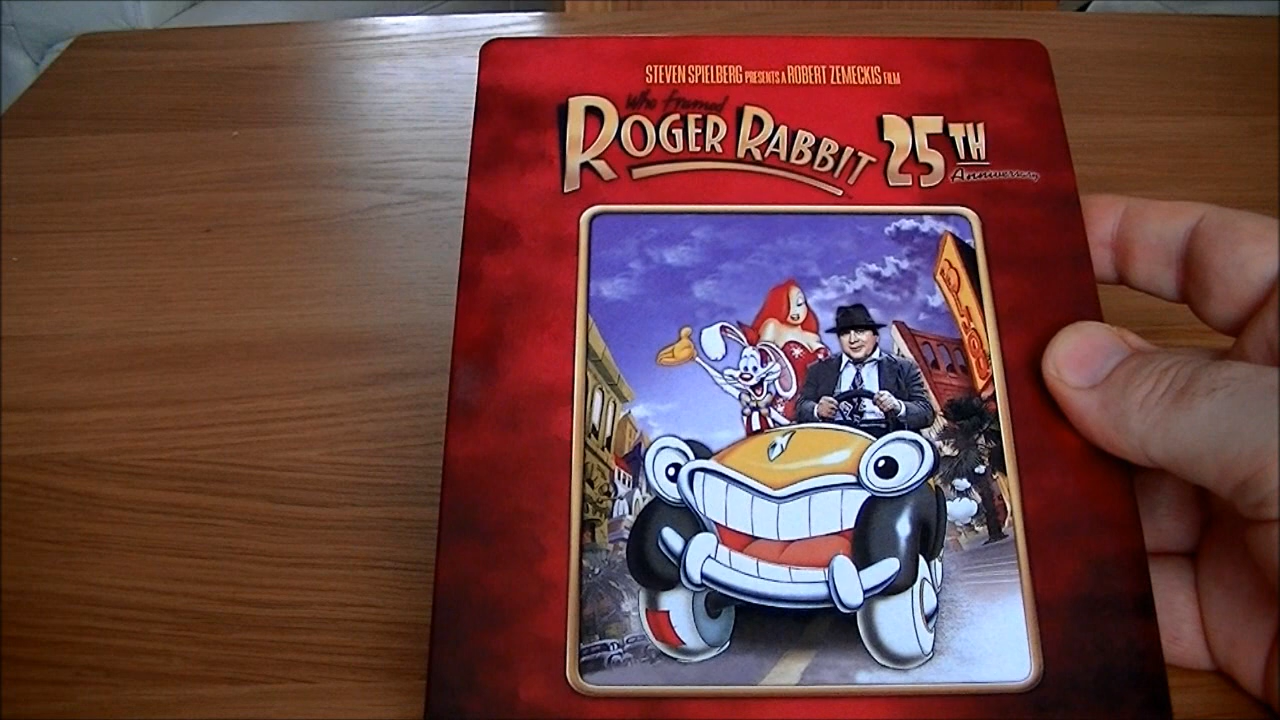 STEVEN SPIELBERG PRESENTS A ROBERT ZEMECKIS FILM
Who Framed
ROGER RABBIT 25TH
Anniversary